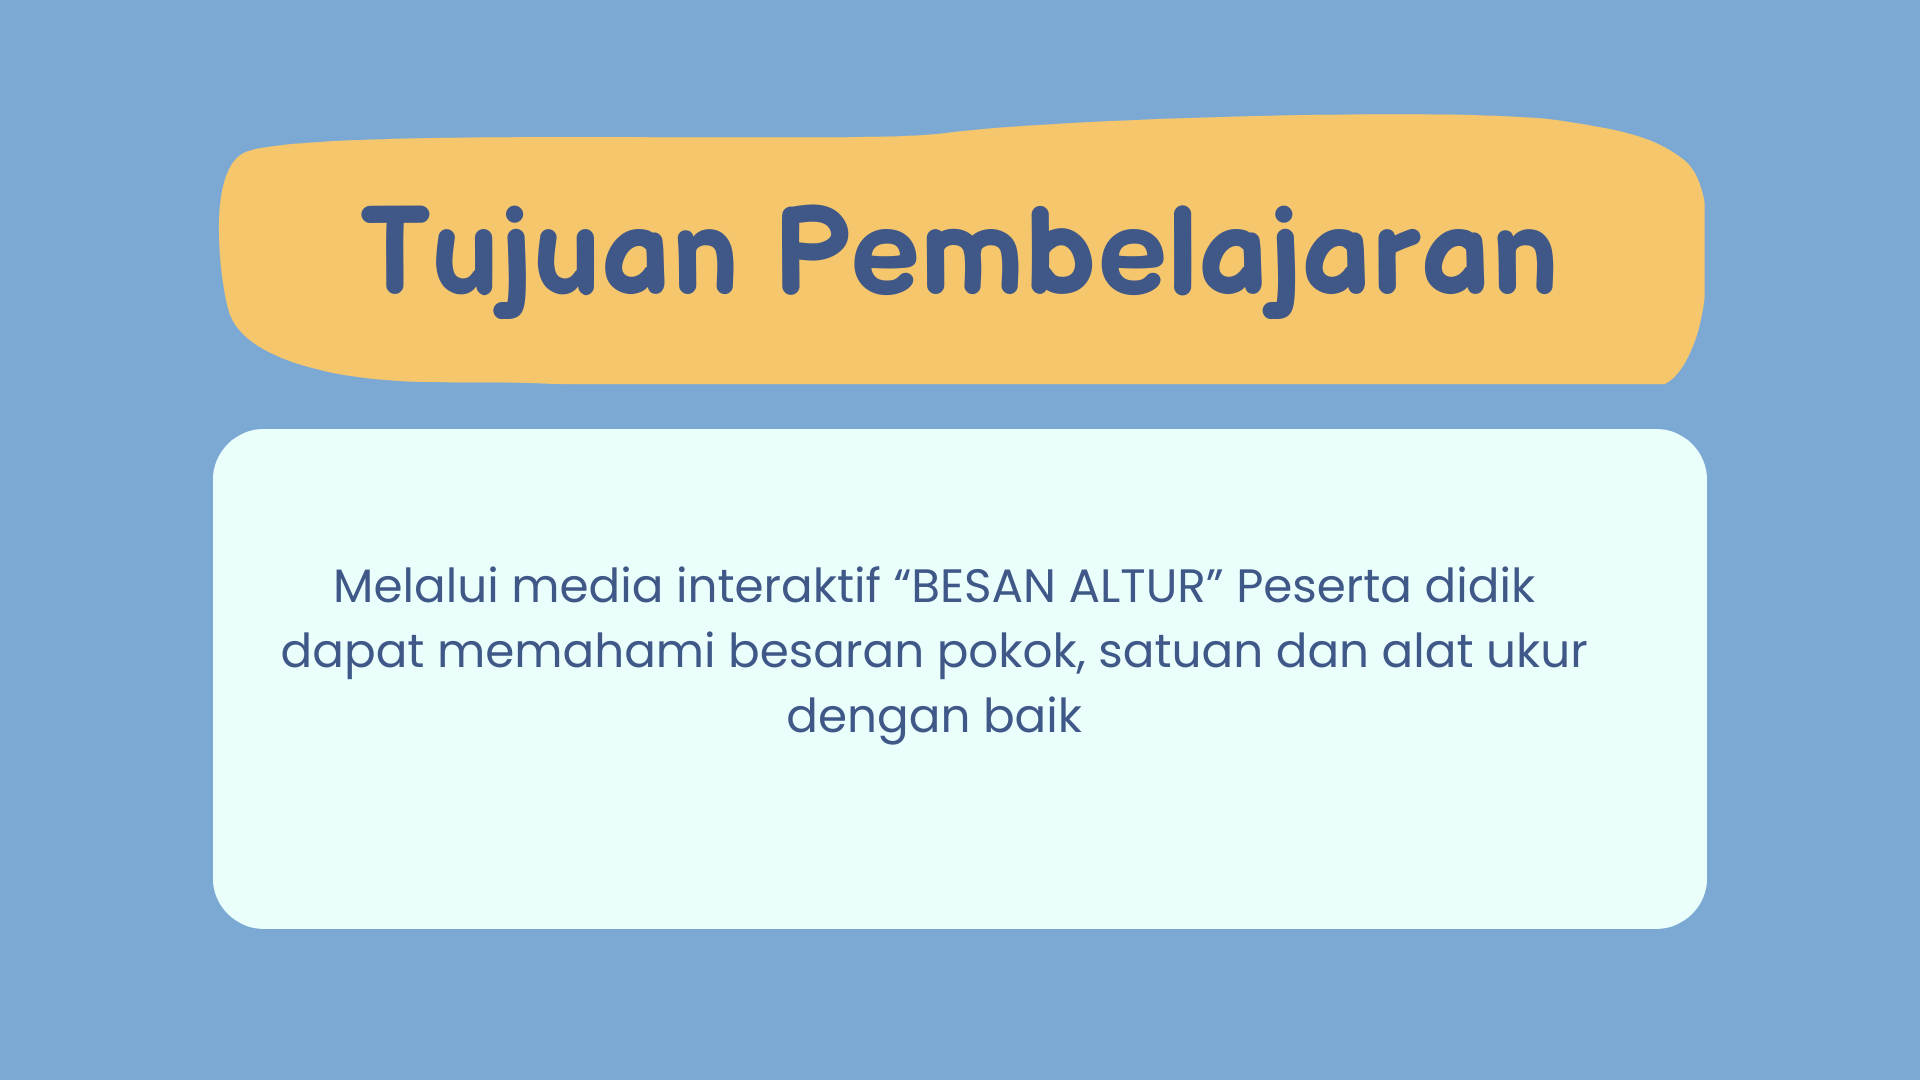 Tujuan Pembelajaran
Melalui media interaktif “BESAN ALTUR” Peserta didik
dapat memahami besaran pokok, satuan dan alat ukur
dengan baik